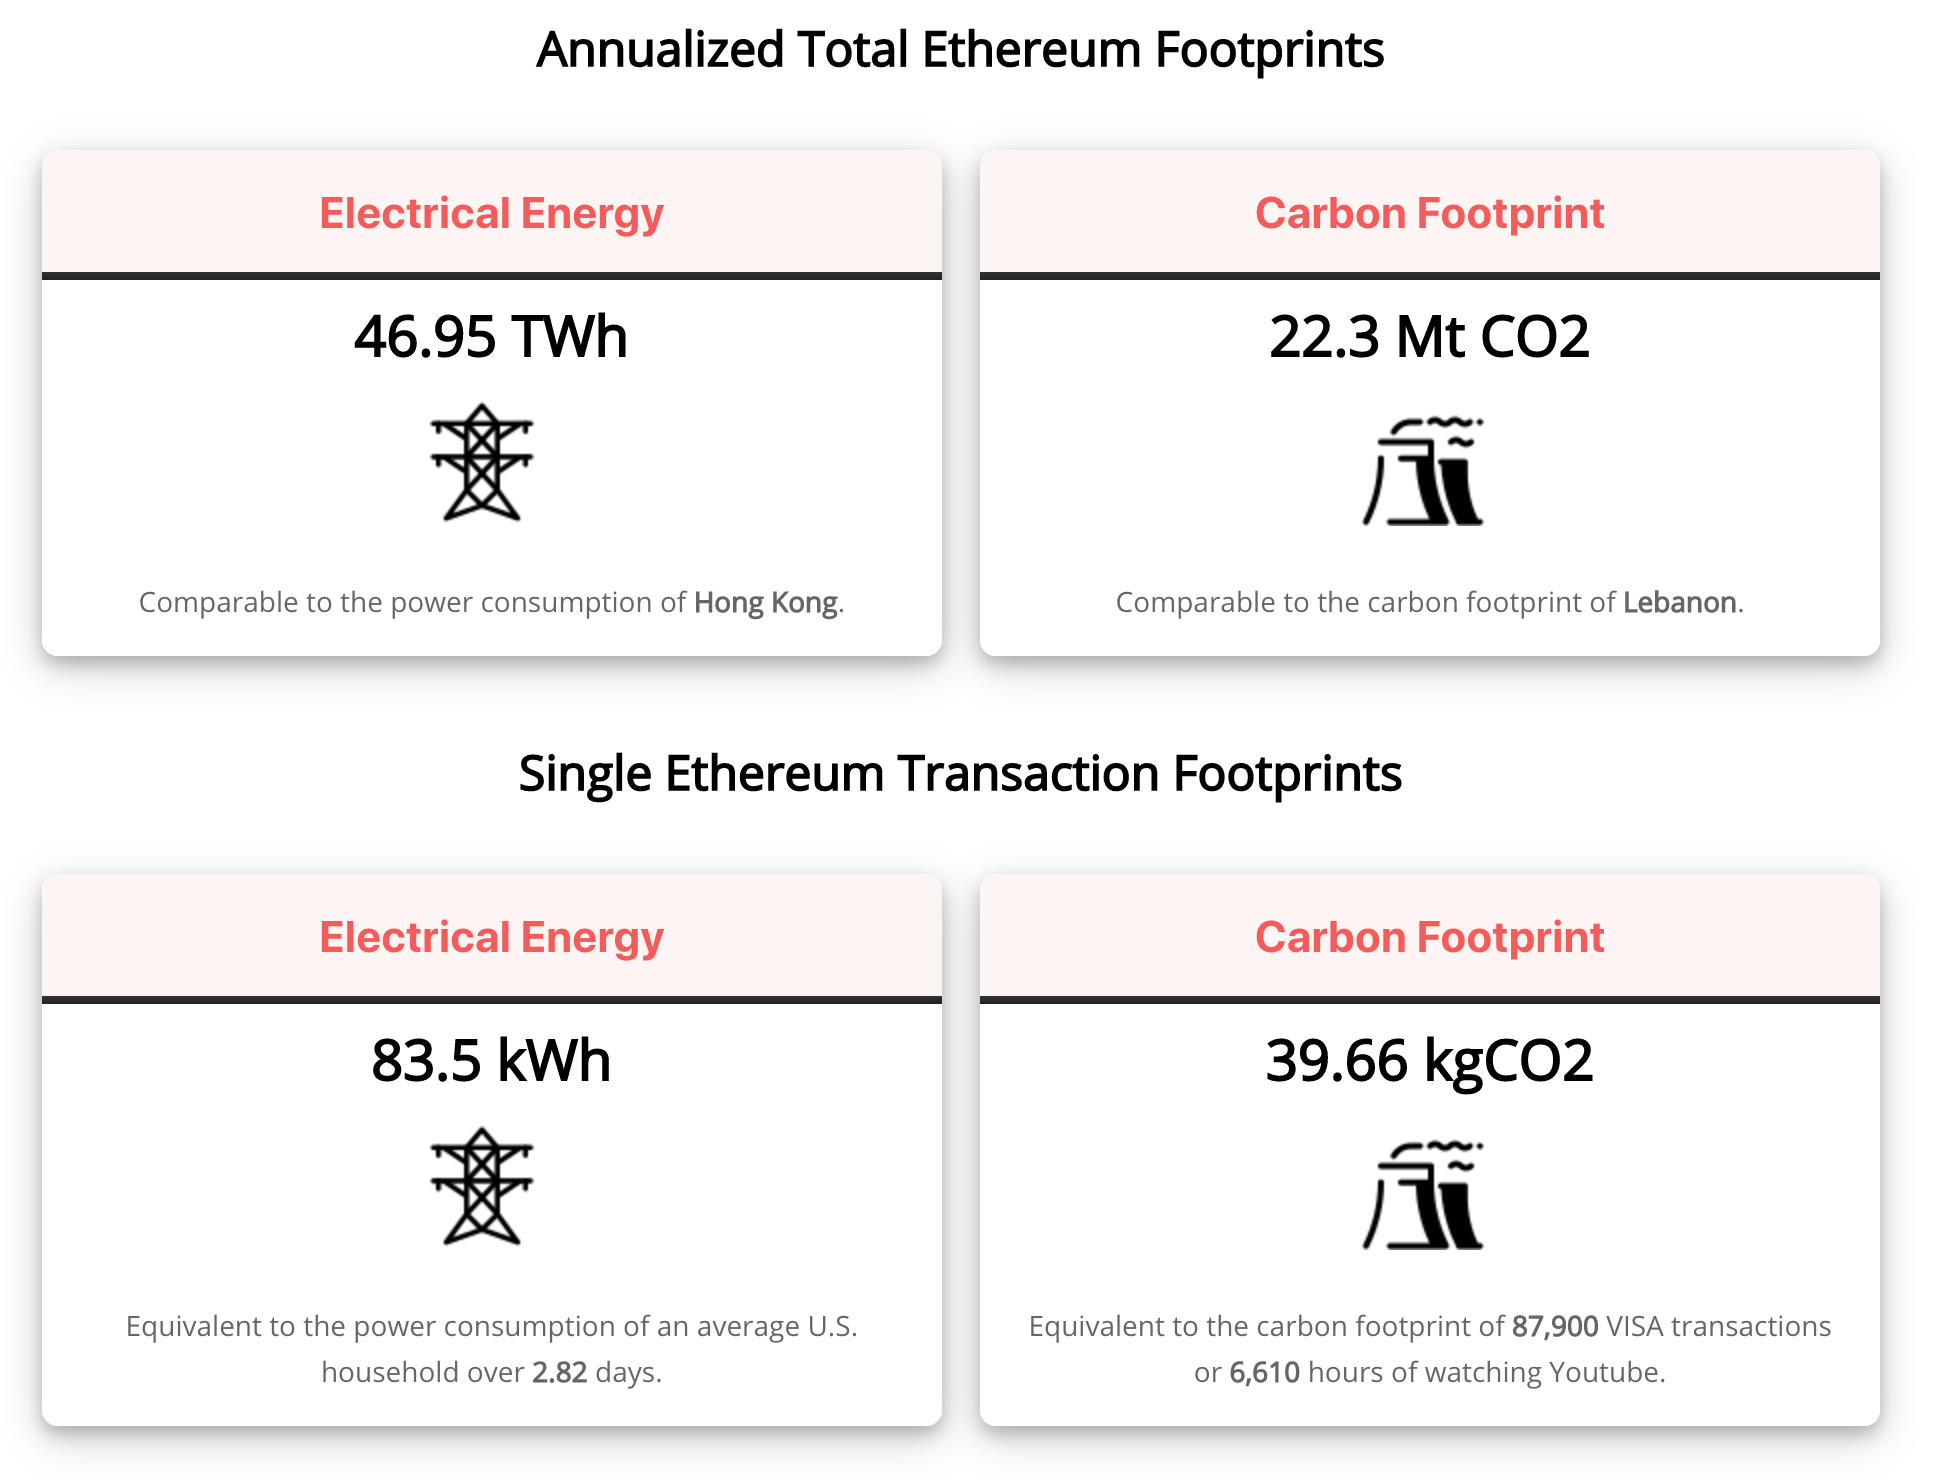 Annualized Total Ethereum Footprints
Electrical Energy
46.95 TWh
Comparable to the power consumption of Hong Kong.
Carbon Footprint
22.3 Mt CO2
Comparable to the carbon footprint of Lebanon.
Single Ethereum Transaction Footprints
Electrical Energy
83.5 kWh
Equivalent to the power consumption of an average U.S.
household over 2.82 days.
Carbon Footprint
39.66 kgCO2
Equivalent to the carbon footprint of 87,900 VISA transactions
or 6,610 hours of watching Youtube.